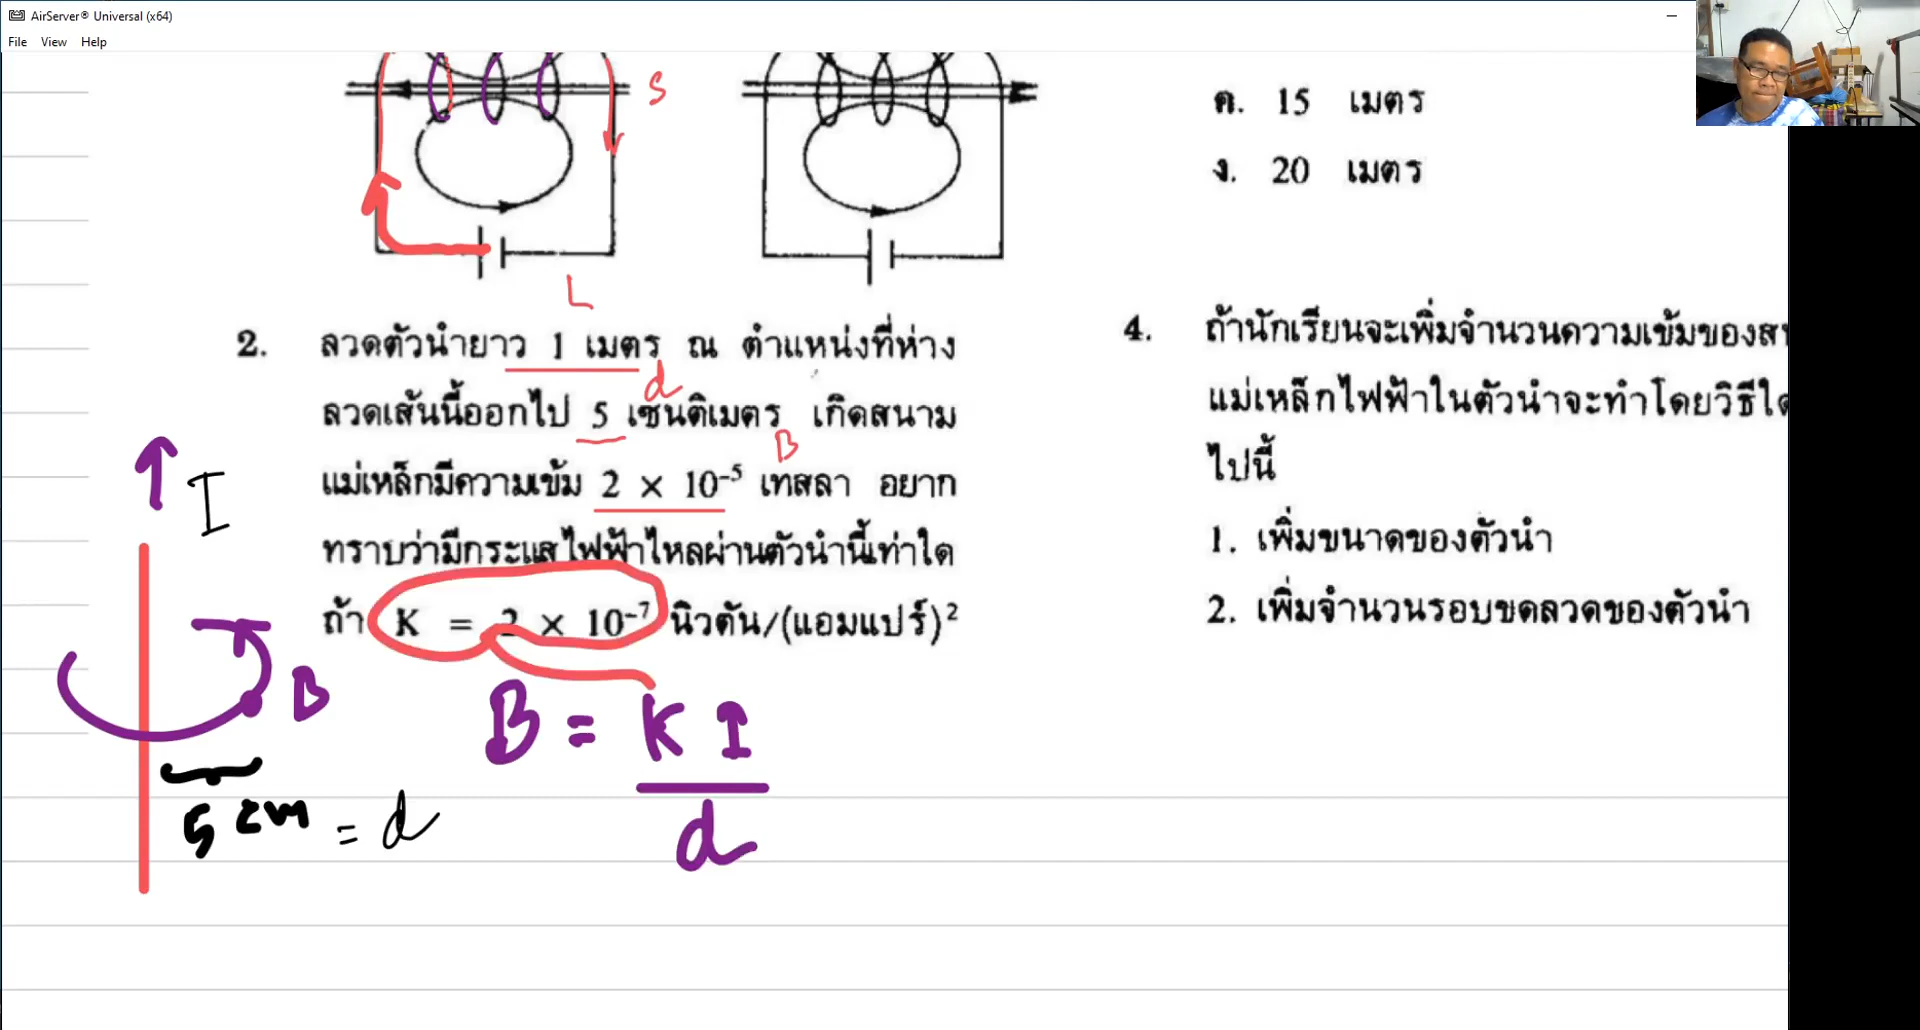 AirServer® Universal (x64)
File View Help
S
L
2. ลวดตัวนำยาว 1 เมตร ณ ตำแหน่งที่ห่าง
d
ลวดเส้นนี้ออกไป 5 เซนติเมตร เกิดสนาม
B
แม่เหล็กมีความเข้ม 2 × 10⁻⁵ เทสลา อยาก
ทราบว่ามีกระแสไฟฟ้าไหลผ่านตัวนำนี้เท่าใด
ถ้า K = 2 × 10⁻⁷ นิวตัน/(แอมแปร์)²
I
B
5 cm = d
B = K I
d
ค. 15 เมตร
ง. 20 เมตร
4. ถ้านักเรียนจะเพิ่มจำนวนความเข้มของ
แม่เหล็กไฟฟ้าในตัวนำจะทำโดยวิธีใด
ไปนี้
1. เพิ่มขนาดของตัวนำ
2. เพิ่มจำนวนรอบขดลวดของตัวนำ